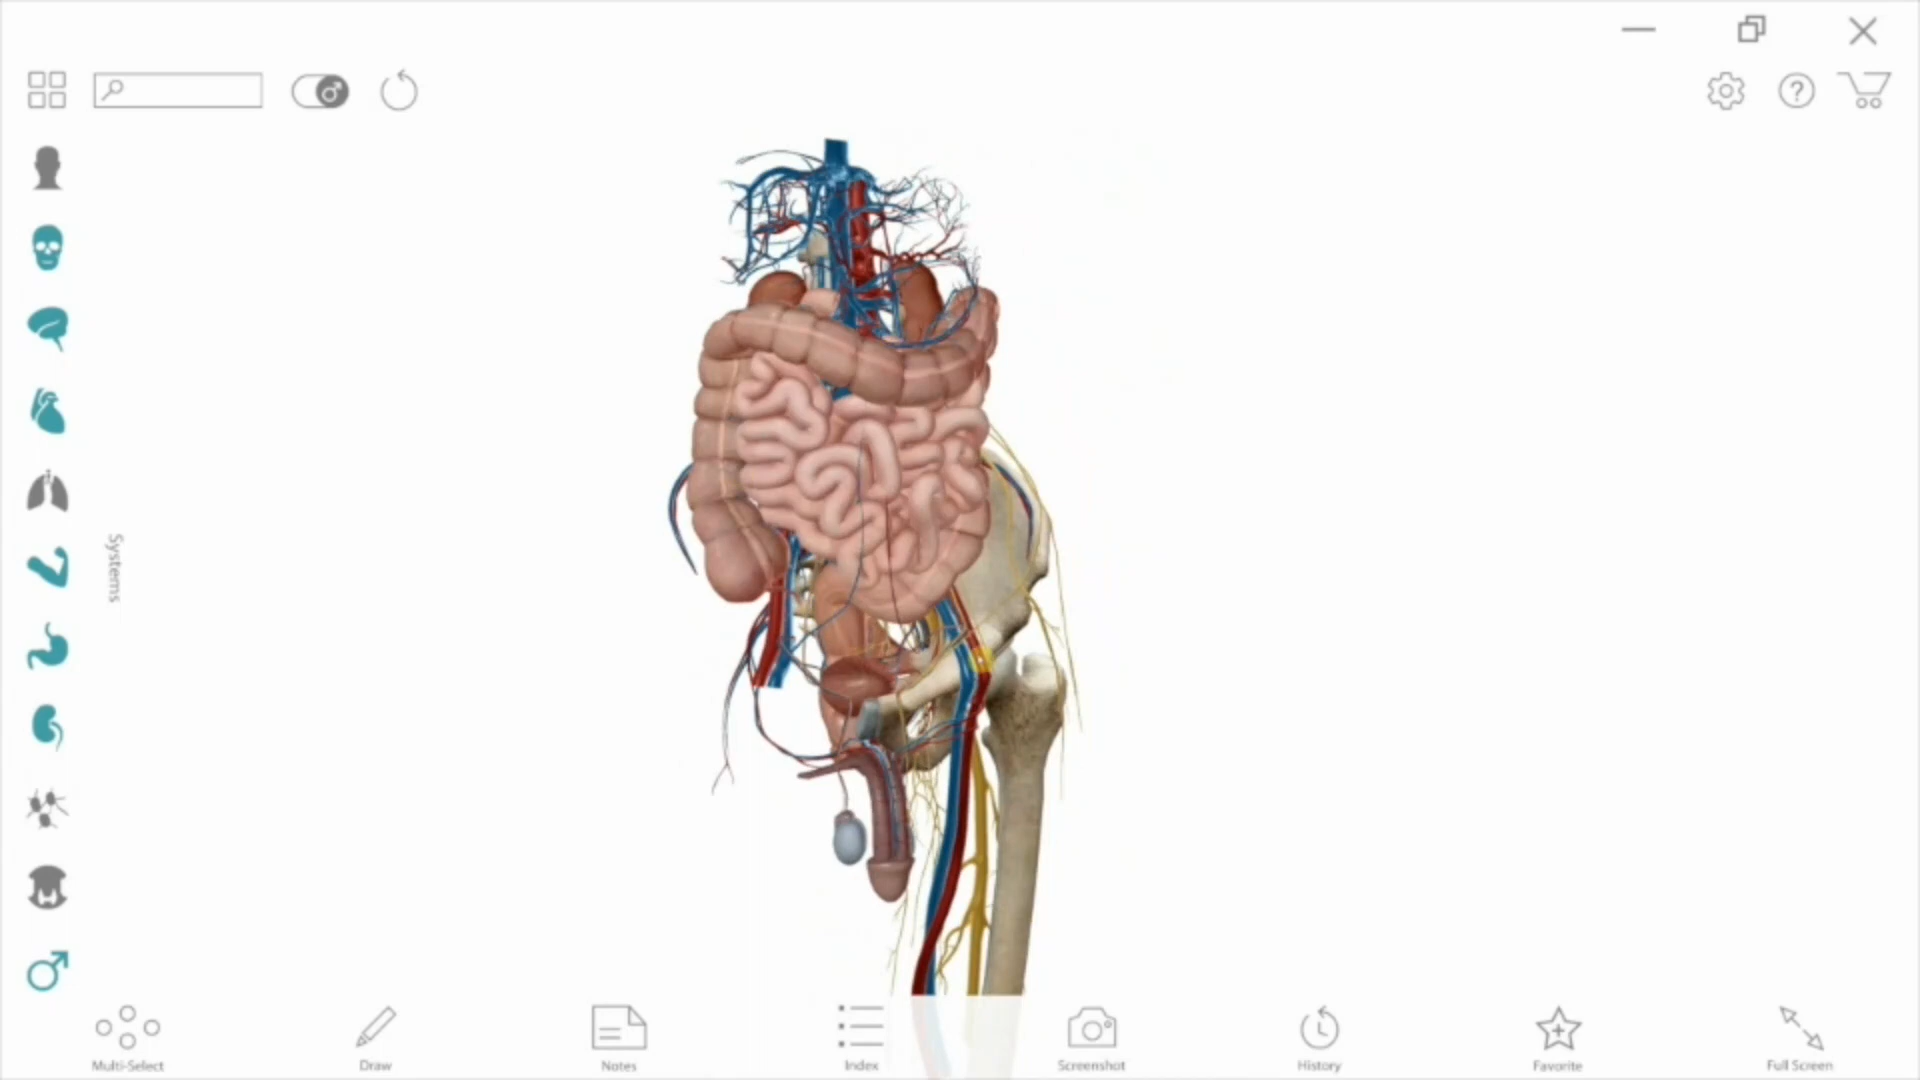 Systems
Multi-Select
Draw
Notes
Index
Screenshot
History
Favorite
Full Screen